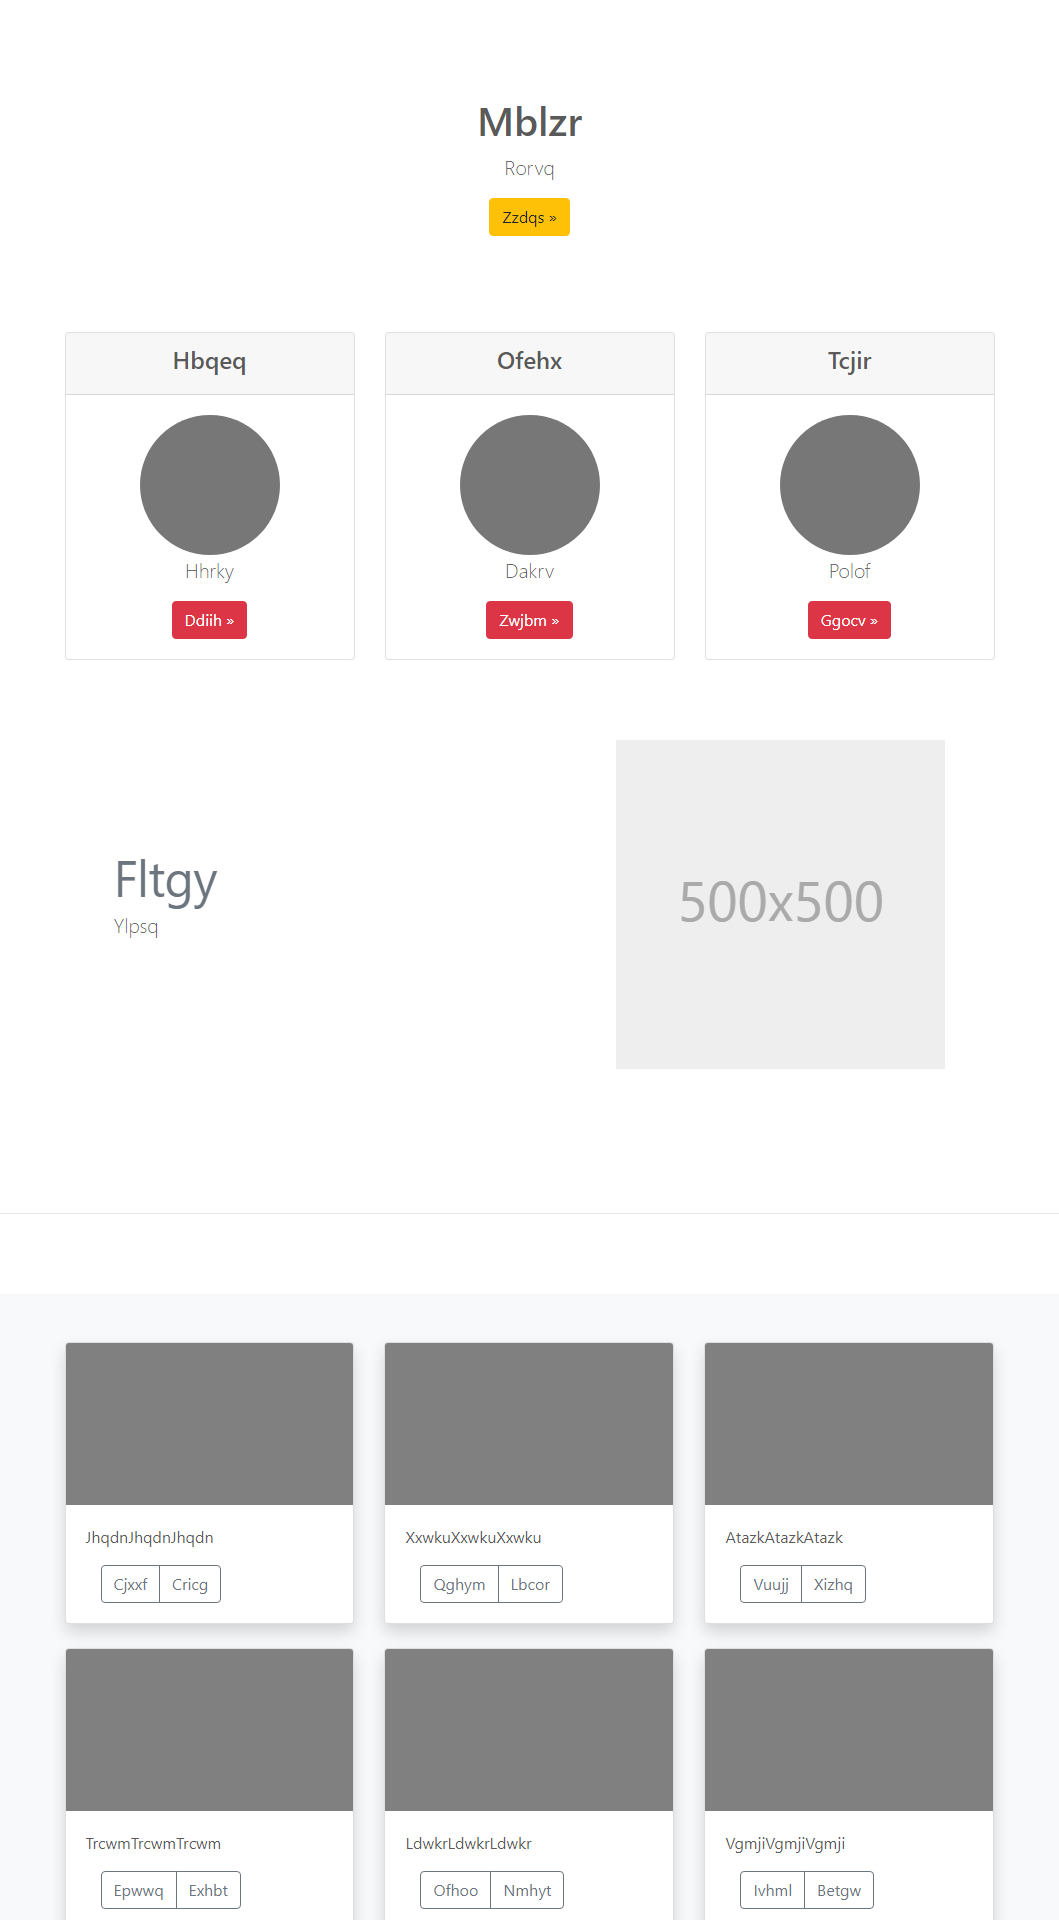 Mblzr
Rorvq
Zzdqs »
Hbqeq
Ofehx
Tcjir
Hhrky
Dakrv
Polof
Ddiih »
Zwjbm »
Ggocv »
Fltgy
Ylpsq
500x500
JhqdnJhqdnJhqdn
XxwkuXxwkuXxwku
AtazkAtazkAtazk
Cjxxf Cricg
Qghym Lbcor
Vuujj Xizhq
TrcwmTrcwmTrcwm
LdwkrLdwkrLdwkr
VgmjiVgmjiVgmji
Epwwq Exhbt
Ofhoo Nmhyt
Ivhml Betgw